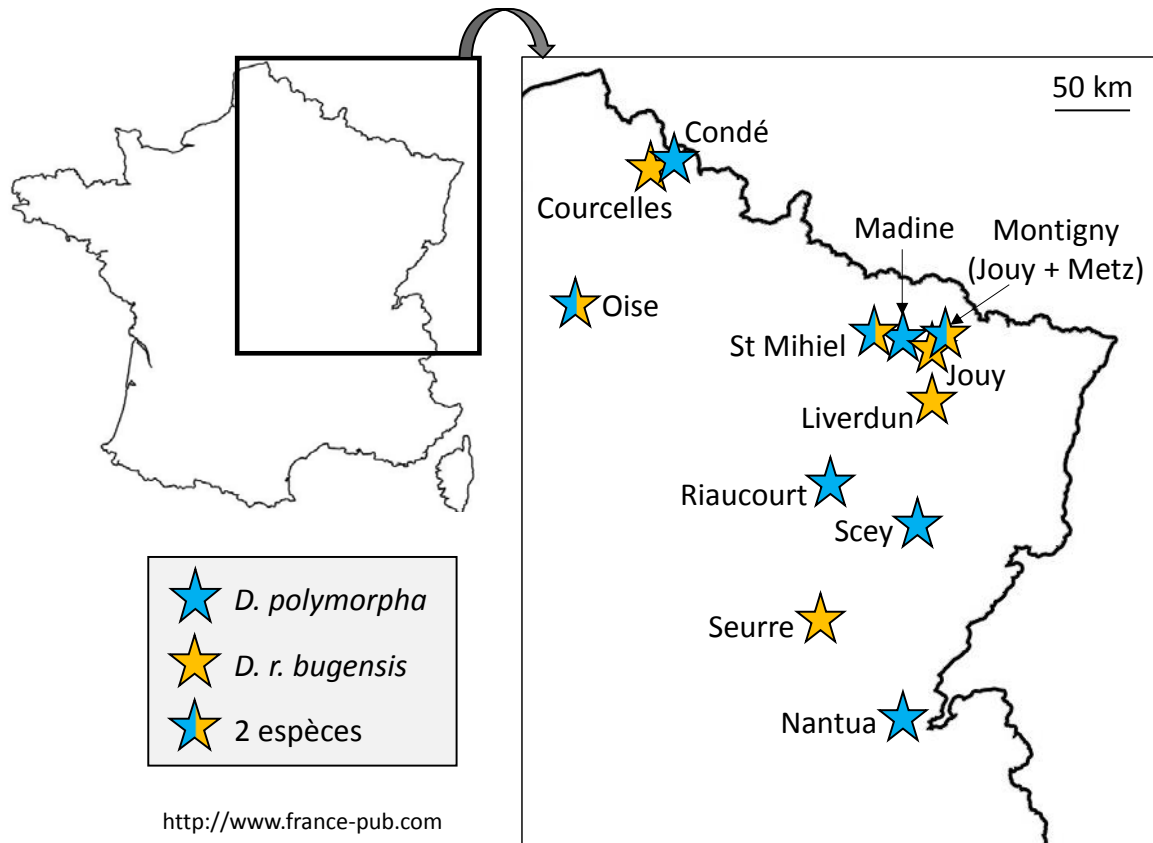 50 km
Condé
Courcelles
Madine
Montigny
(Jouy + Metz)
Oise
St Mihiel
Jouy
Liverdun
Riaucourt
Scey
Seurre
Nantua
D. polymorpha
D. r. bugensis
2 espèces
http://www.france-pub.com